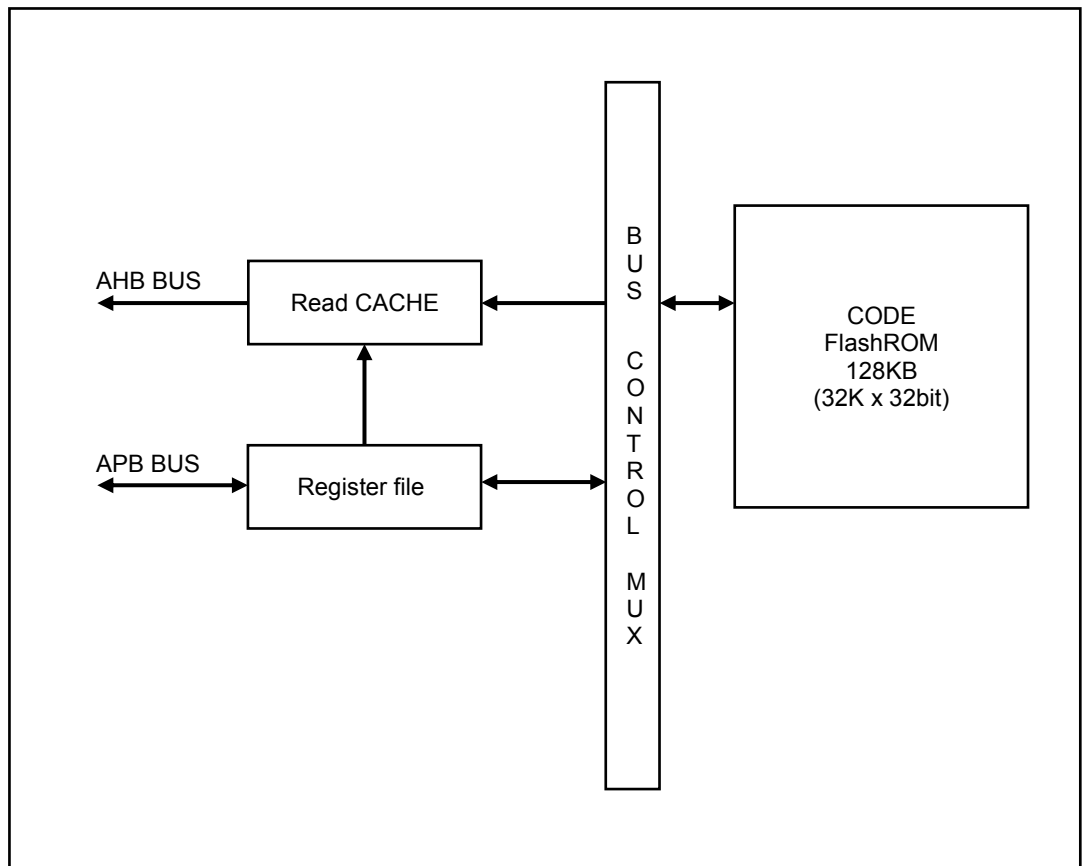 AHB BUS
Read CACHE
APB BUS
Register file
B
U
S
C
O
N
T
R
O
L
M
U
X
CODE
FlashROM
128KB
(32K x 32bit)